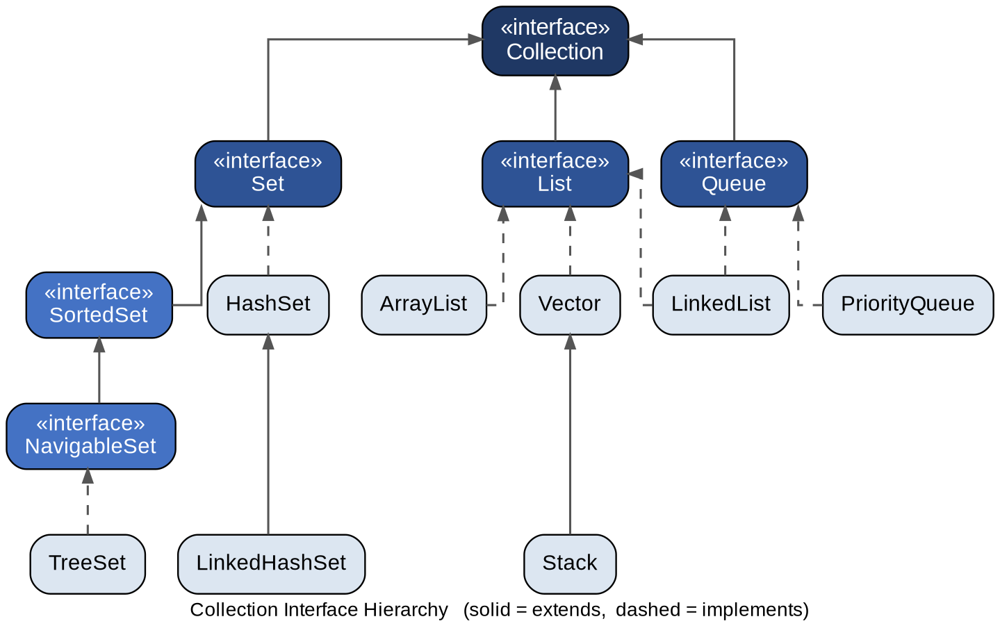 «interface»
Collection
«interface»
Set
«interface»
List
«interface»
Queue
«interface»
SortedSet
HashSet
ArrayList
Vector
LinkedList
PriorityQueue
«interface»
NavigableSet
TreeSet
LinkedHashSet
Stack
Collection Interface Hierarchy   (solid = extends,  dashed = implements)